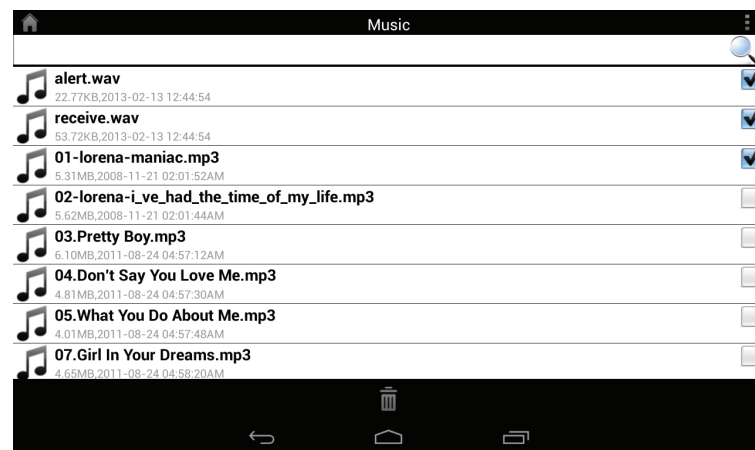 Music
alert.wav
22.77KB,2013-02-13 12:44:54
receive.wav
53.72KB,2013-02-13 12:44:54
01-lorena-maniac.mp3
5.31MB,2008-11-21 02:01:52AM
02-lorena-i_ve_had_the_time_of_my_life.mp3
5.62MB,2008-11-21 02:01:44AM
03.Pretty Boy.mp3
6.10MB,2011-08-24 04:57:12AM
04.Don't Say You Love Me.mp3
4.81MB,2011-08-24 04:57:30AM
05.What You Do About Me.mp3
4.01MB,2011-08-24 04:57:48AM
07.Girl In Your Dreams.mp3
4.65MB,2011-08-24 04:58:20AM